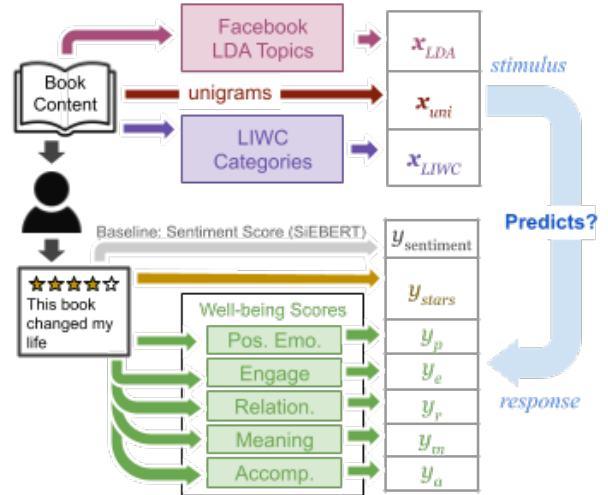 Facebook
LDA Topics
x_LDA
stimulus
Book
Content
unigrams
x_uni
LIWC
Categories
x_LIWC
Predicts?
Baseline: Sentiment Score (SiEBERT)
y_sentiment
This book
changed my
life
y_stars
Well-being Scores
Pos. Emo.
y_p
Engage
y_e
Relation.
y_r
response
Meaning
y_m
Accomp.
y_a